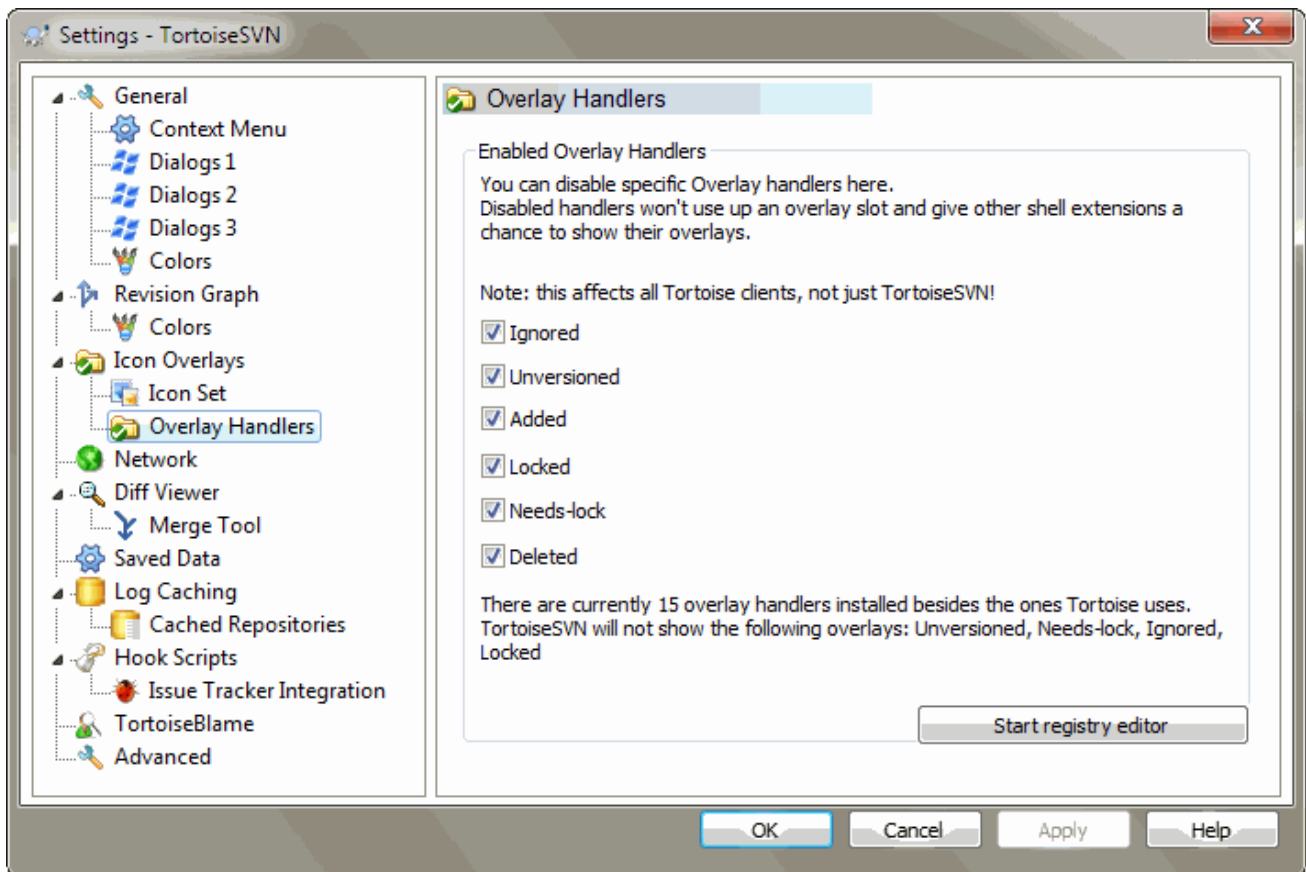 Settings - TortoiseSVN
General
Context Menu
Dialogs 1
Dialogs 2
Dialogs 3
Colors
Revision Graph
Colors
Icon Overlays
Icon Set
Overlay Handlers
Network
Diff Viewer
Merge Tool
Saved Data
Log Caching
Cached Repositories
Hook Scripts
Issue Tracker Integration
TortoiseBlame
Advanced
Overlay Handlers
Enabled Overlay Handlers
You can disable specific Overlay handlers here.
Disabled handlers won't use up an overlay slot and give other shell extensions a
chance to show their overlays.
Note: this affects all Tortoise clients, not just TortoiseSVN!
Ignored
Unversioned
Added
Locked
Needs-lock
Deleted
There are currently 15 overlay handlers installed besides the ones Tortoise uses.
TortoiseSVN will not show the following overlays: Unversioned, Needs-lock, Ignored,
Locked
Start registry editor
OK
Cancel
Apply
Help